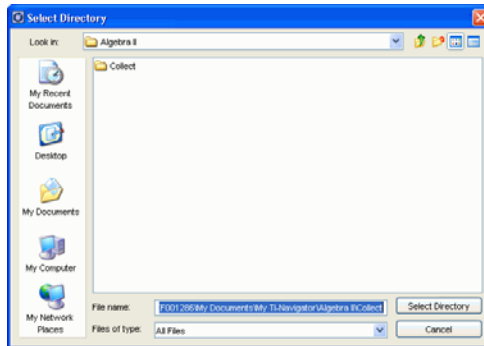 Select Directory
Look in:
Algebra II
Collect
My Recent
Documents
Desktop
My Documents
My Computer
My Network
Places
File name:
F001286\My Documents\My TI-Navigator\Algebra II\Collect
Select Directory
Files of type:
All Files
Cancel